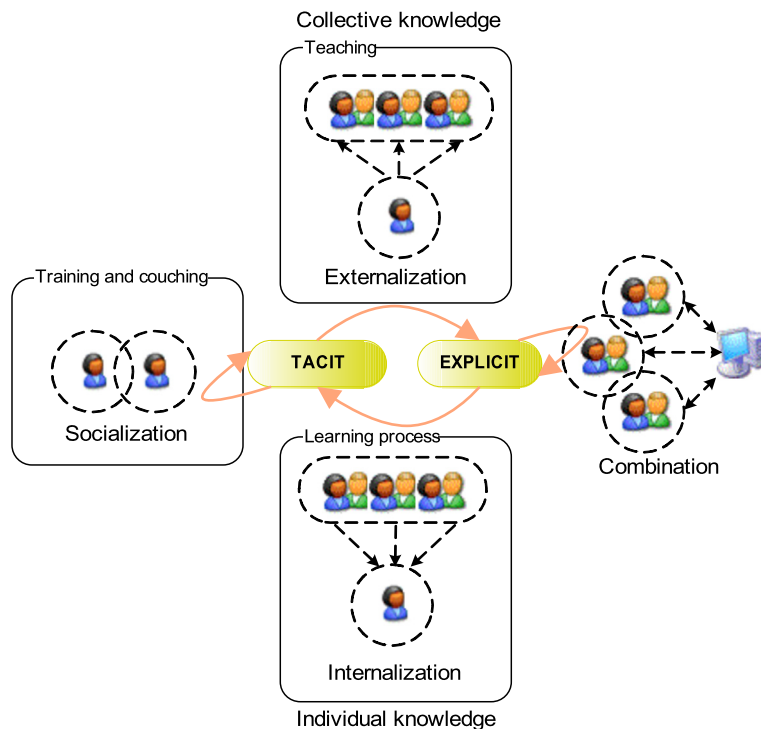 Collective knowledge
Teaching
Externalization
Training and couching
Socialization
TACIT
EXPLICIT
Combination
Learning process
Internalization
Individual knowledge